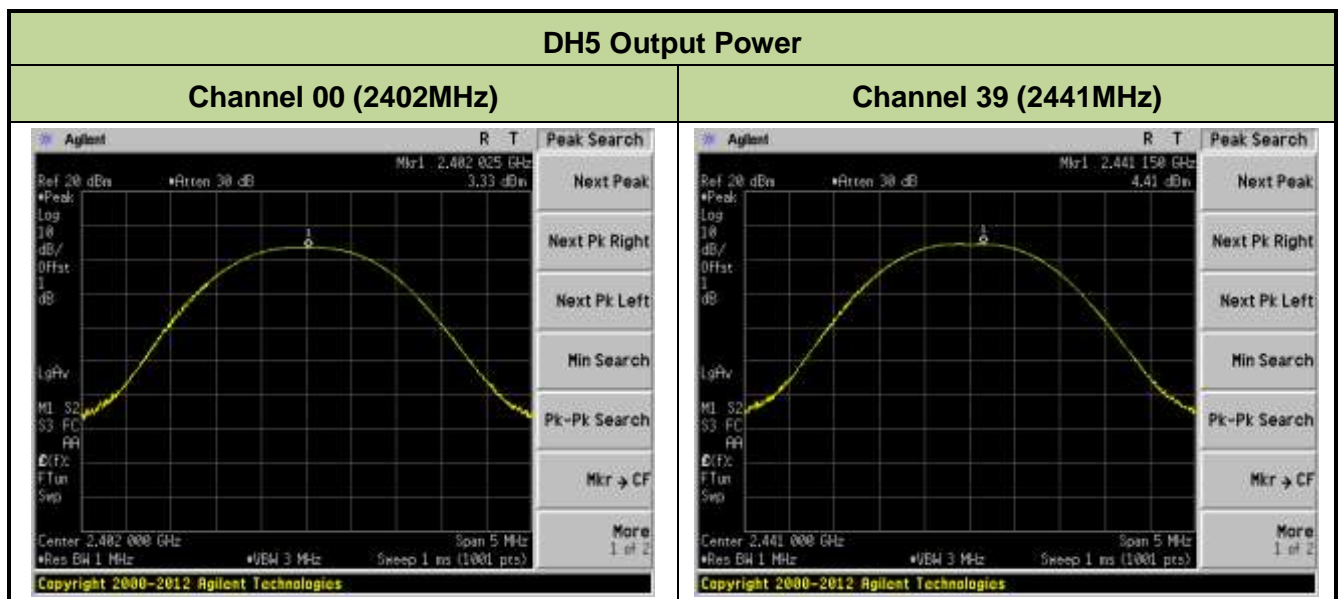 DH5 Output Power
Channel 00 (2402MHz)
Channel 39 (2441MHz)
Agilent
R T
Peak Search
Mkr1 2.402 025 GHz
Ref 20 dBm
•Atten 30 dB
3.33 dBm
Next Peak
•Peak
Log
10
dB/
Offst
1
dB
1
Next Pk Right
Next Pk Left
Min Search
LgAv
M1 S2
S3 FC
AA
Pk-Pk Search
£(f):
FTun
Swp
Mkr → CF
Center 2.402 000 GHz
Span 5 MHz
•Res BW 1 MHz
•VBW 3 MHz
Sweep 1 ms (1001 pts)
More
1 of 2
Copyright 2000-2012 Agilent Technologies
Agilent
R T
Peak Search
Mkr1 2.441 150 GHz
Ref 20 dBm
•Atten 30 dB
4.41 dBm
Next Peak
•Peak
Log
10
dB/
Offst
1
dB
1
Next Pk Right
Next Pk Left
Min Search
LgAv
M1 S2
S3 FC
AA
Pk-Pk Search
£(f):
FTun
Swp
Mkr → CF
Center 2.441 000 GHz
Span 5 MHz
•Res BW 1 MHz
•VBW 3 MHz
Sweep 1 ms (1001 pts)
More
1 of 2
Copyright 2000-2012 Agilent Technologies